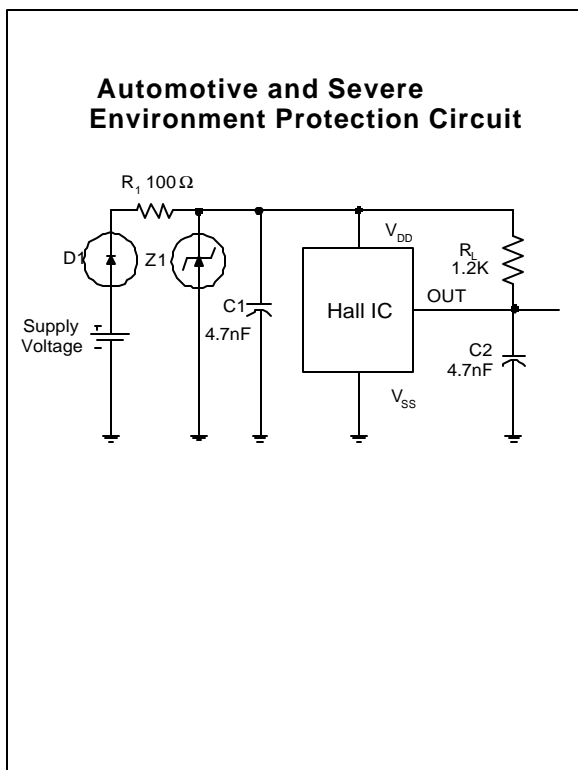 Automotive and Severe
Environment Protection Circuit
R1 100Ω
D1
Z1
C1
4.7nF
Supply
Voltage
VDD
Hall IC
OUT
VSS
RL
1.2K
C2
4.7nF